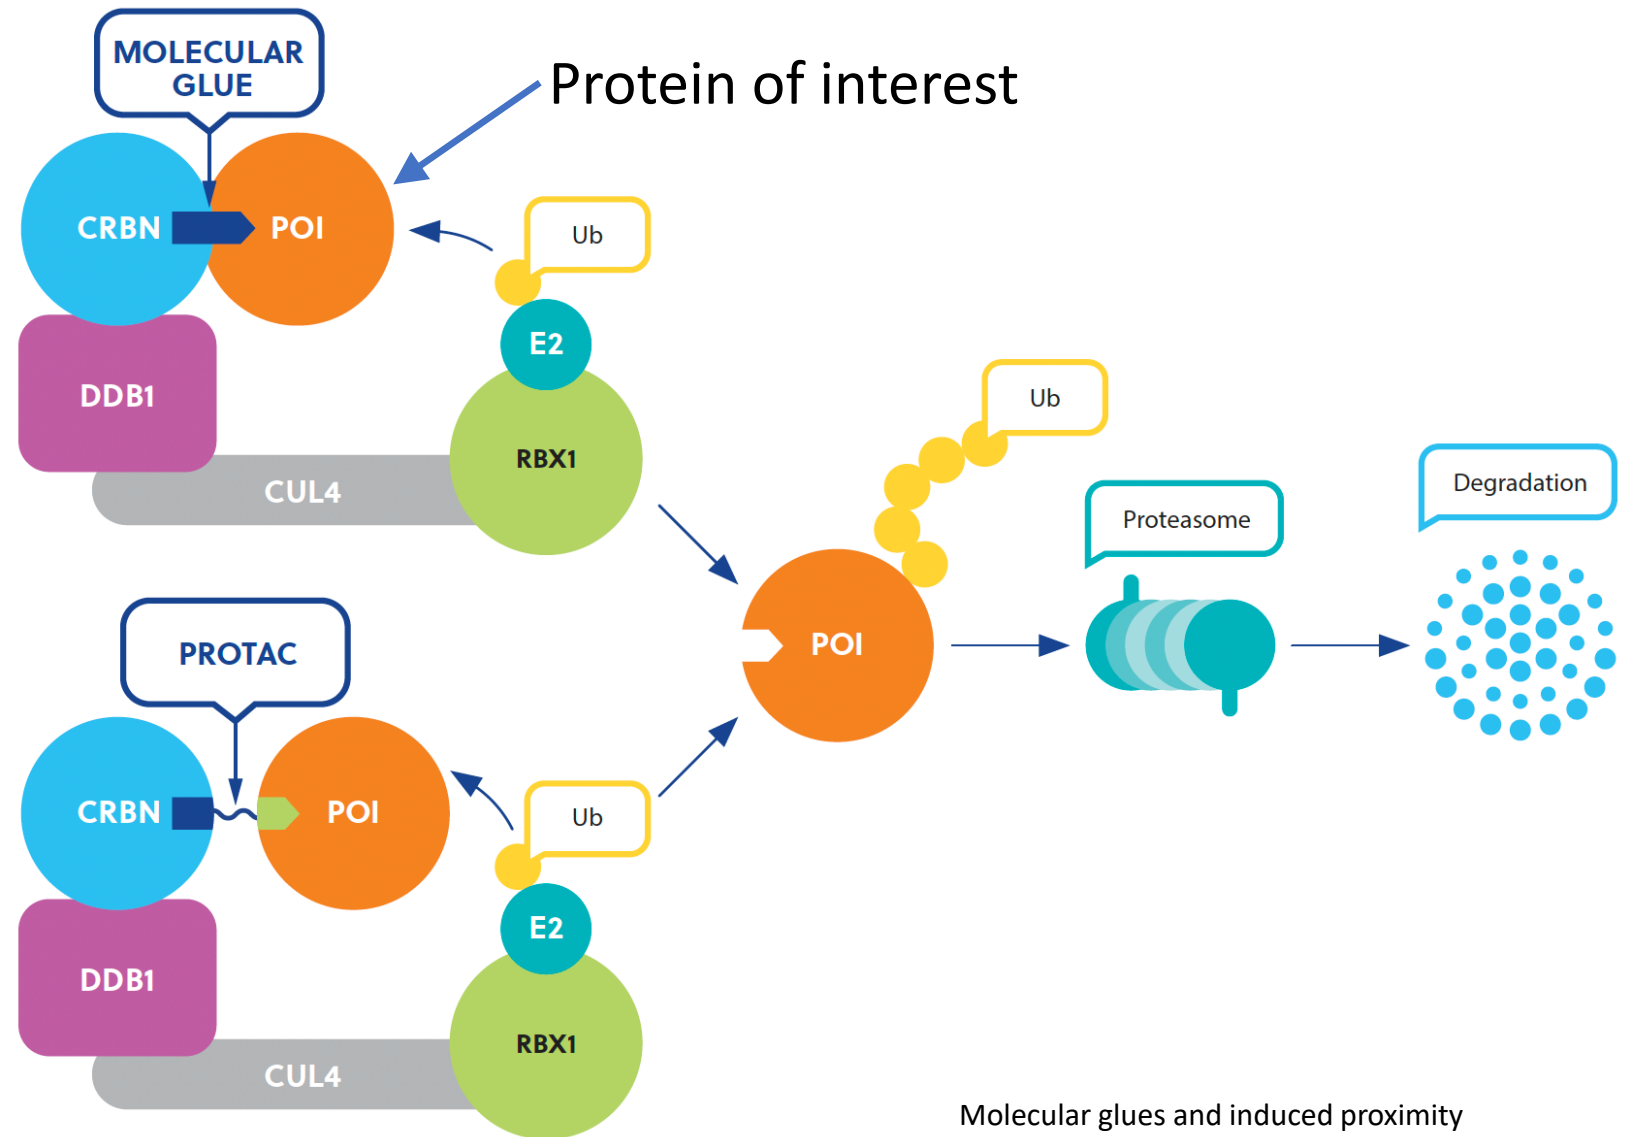 MOLECULAR
GLUE
Protein of interest
CRBN
POI
Ub
E2
DDB1
RBX1
CUL4
Ub
Proteasome
Degradation
POI
PROTAC
CRBN
POI
Ub
E2
DDB1
RBX1
CUL4
Molecular glues and induced proximity